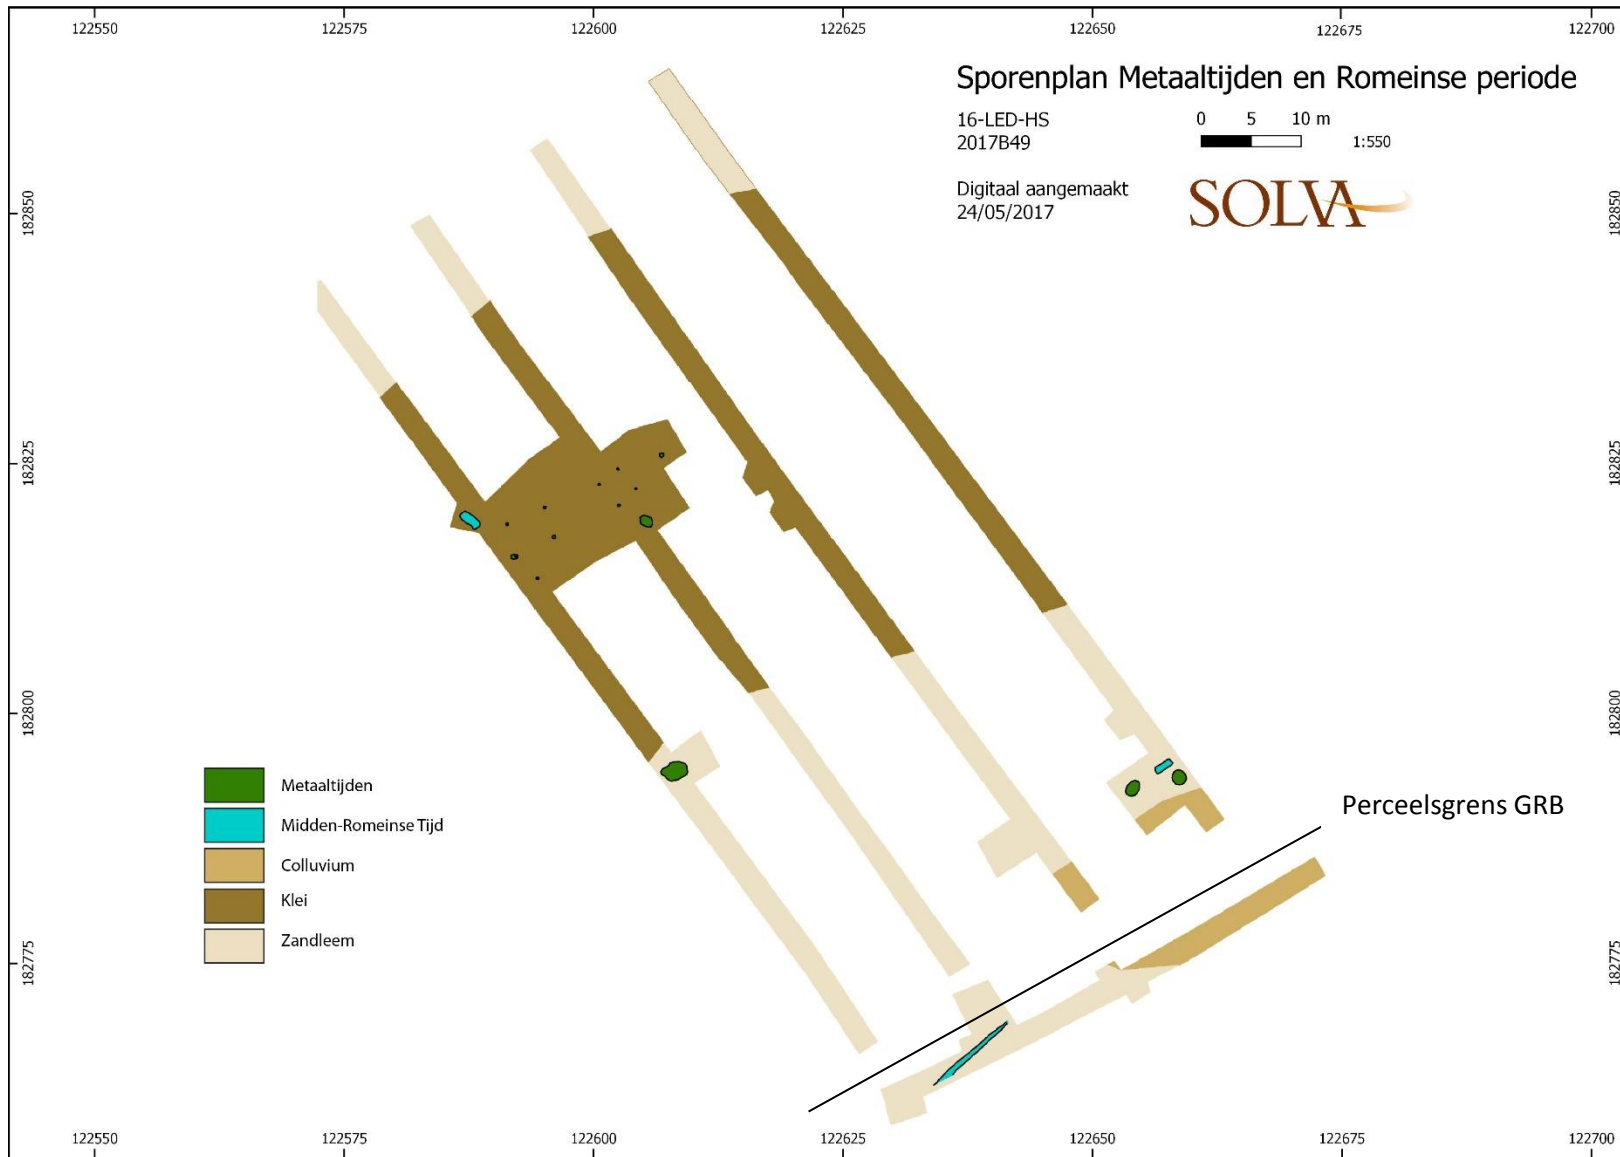 122550 122575 122600 122625 122650 122675 122700
Sporenplan Metaaltijden en Romeinse periode
16-LED-HS
2017B49
0 5 10 m
1:550
Digitaal aangemaakt
24/05/2017
SOLVA
182850 182850
182825 182825
182800 182800
182775 182775
Metaaltijden
Midden-Romeinse Tijd
Colluvium
Klei
Zandleem
Perceelsgrens GRB
122550 122575 122600 122625 122650 122675 122700